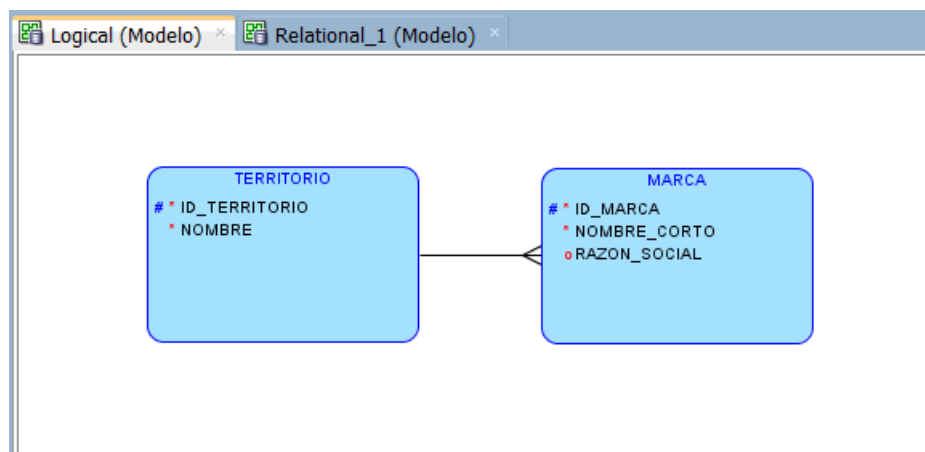 Logical (Modelo) × Relational_1 (Modelo) ×
TERRITORIO
# * ID_TERRITORIO
* NOMBRE
MARCA
# * ID_MARCA
* NOMBRE_CORTO
o RAZON_SOCIAL